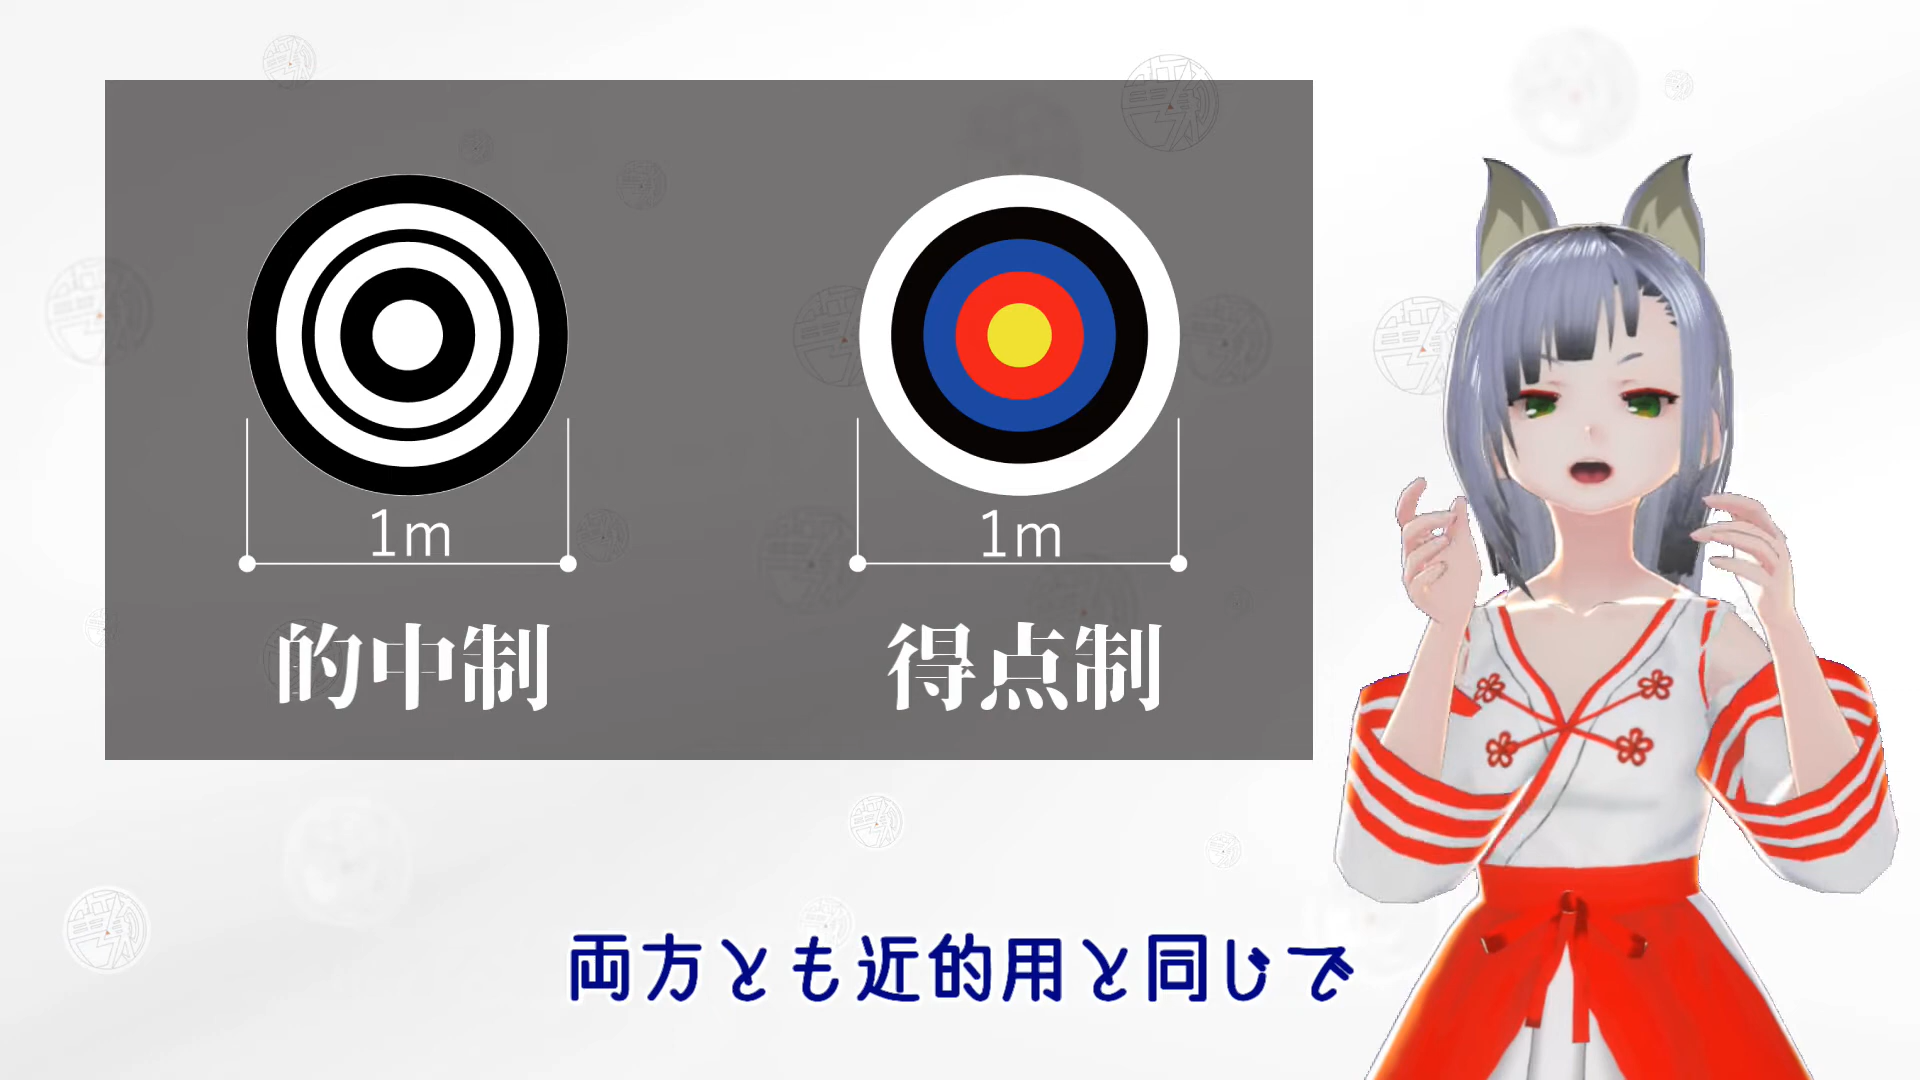 1m
1m
的中制
得点制
両方とも近的用と同じで